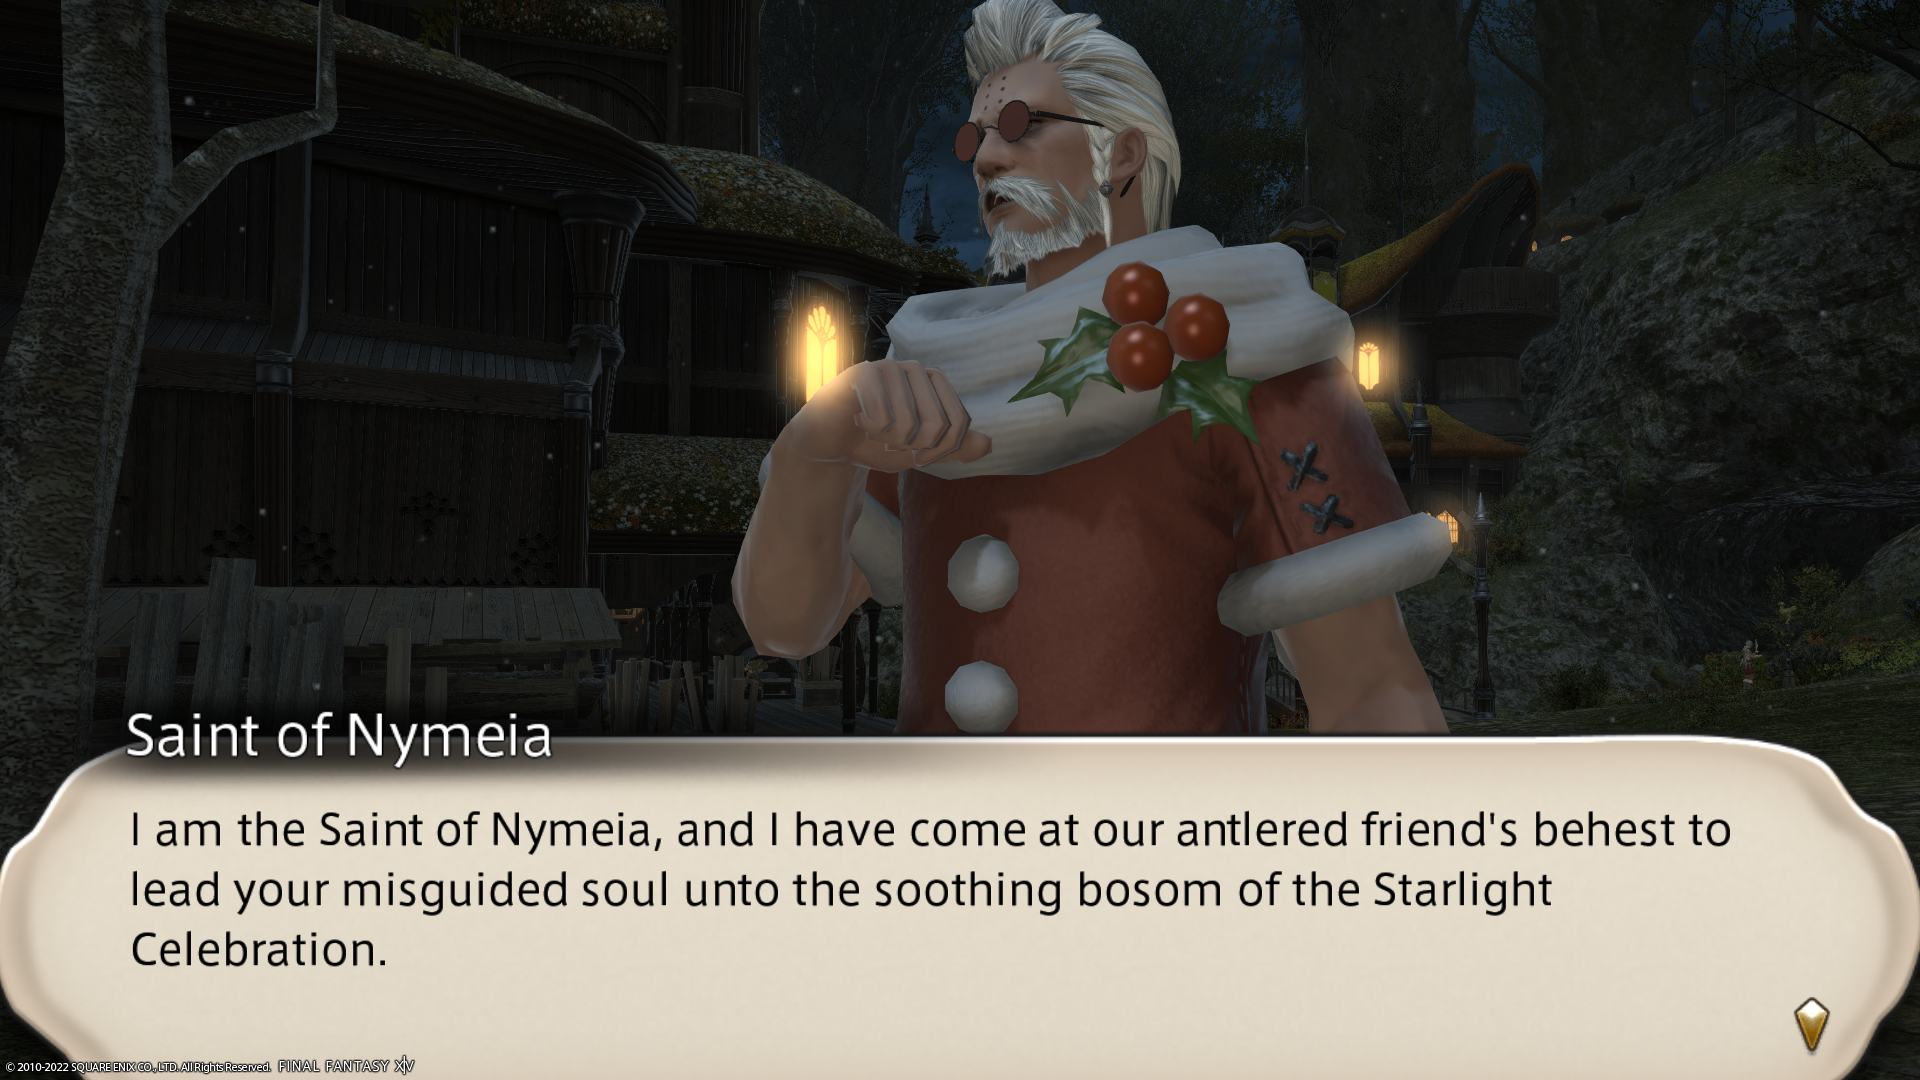 Saint of Nymeia
I am the Saint of Nymeia, and I have come at our antlered friend's behest to
lead your misguided soul unto the soothing bosom of the Starlight
Celebration.
© 2010-2022 SQUARE ENIX CO., LTD. All Rights Reserved. FINAL FANTASY XIV